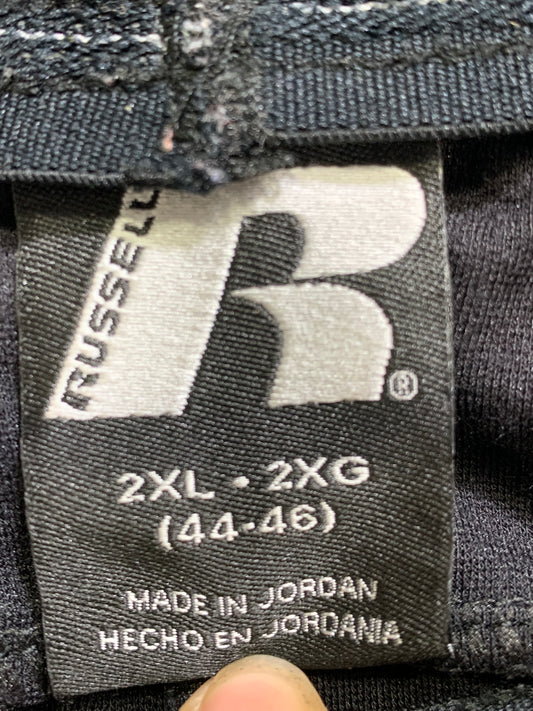 RUSSELL
R
®
2XL • 2XG
(44-46)
MADE IN JORDAN
HECHO EN JORDANIA